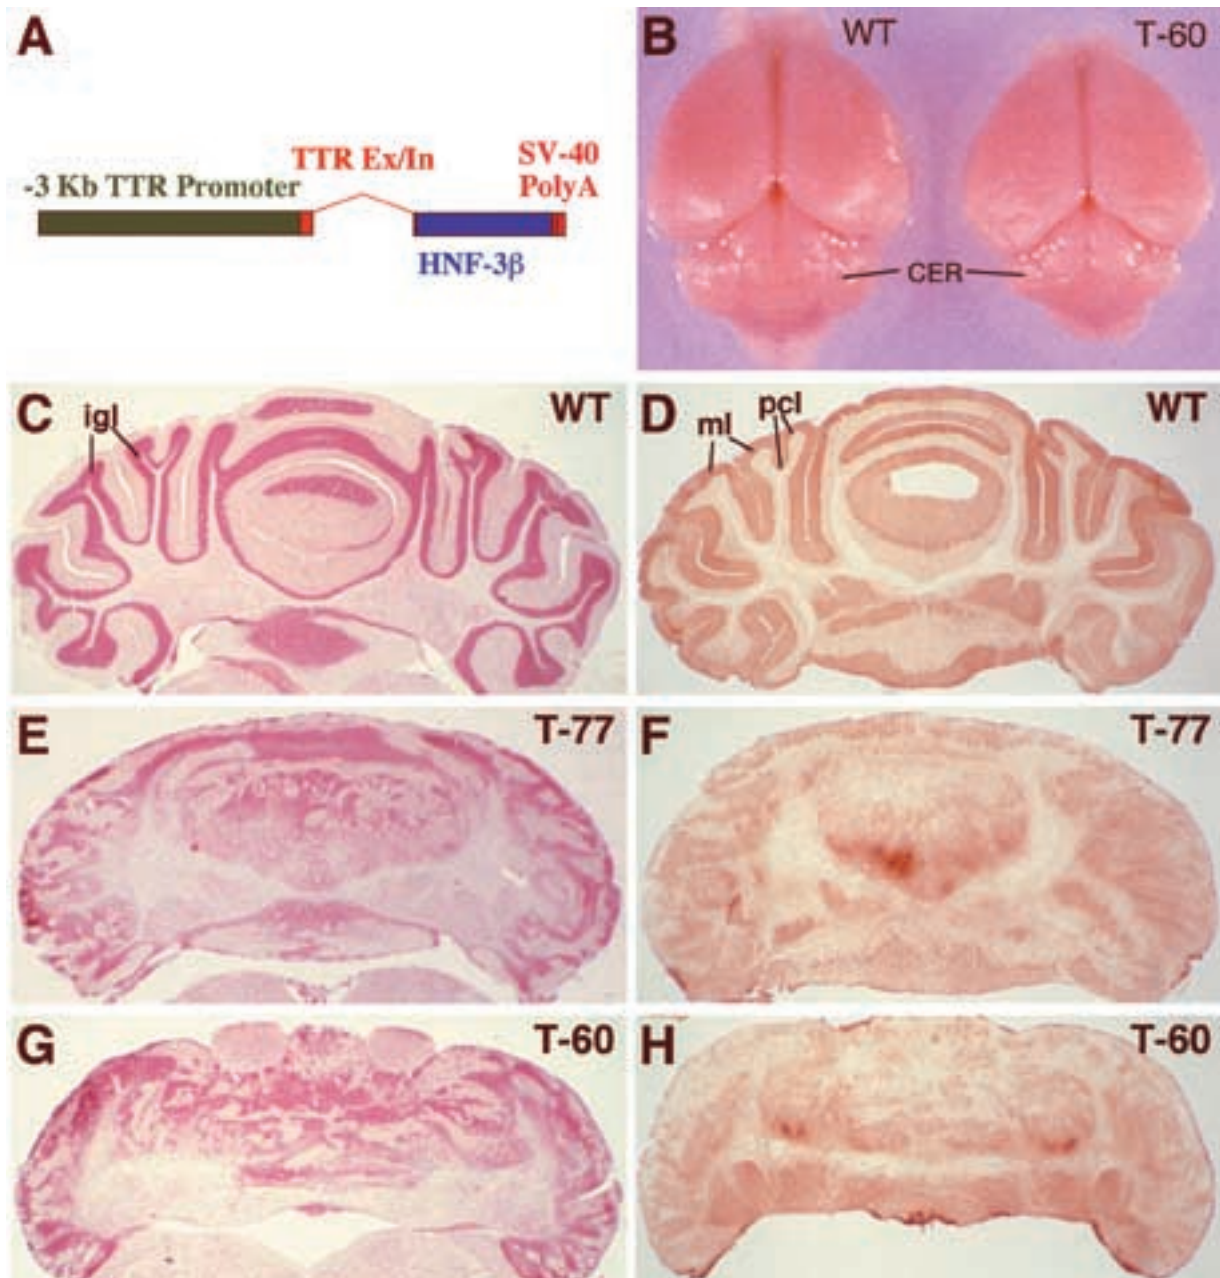 A
TTR Ex/In
SV-40
PolyA
-3 Kb TTR Promoter
HNF-3β
B
WT
T-60
CER
C
igl
WT
D
ml
pcl
WT
E
T-77
F
T-77
G
T-60
H
T-60